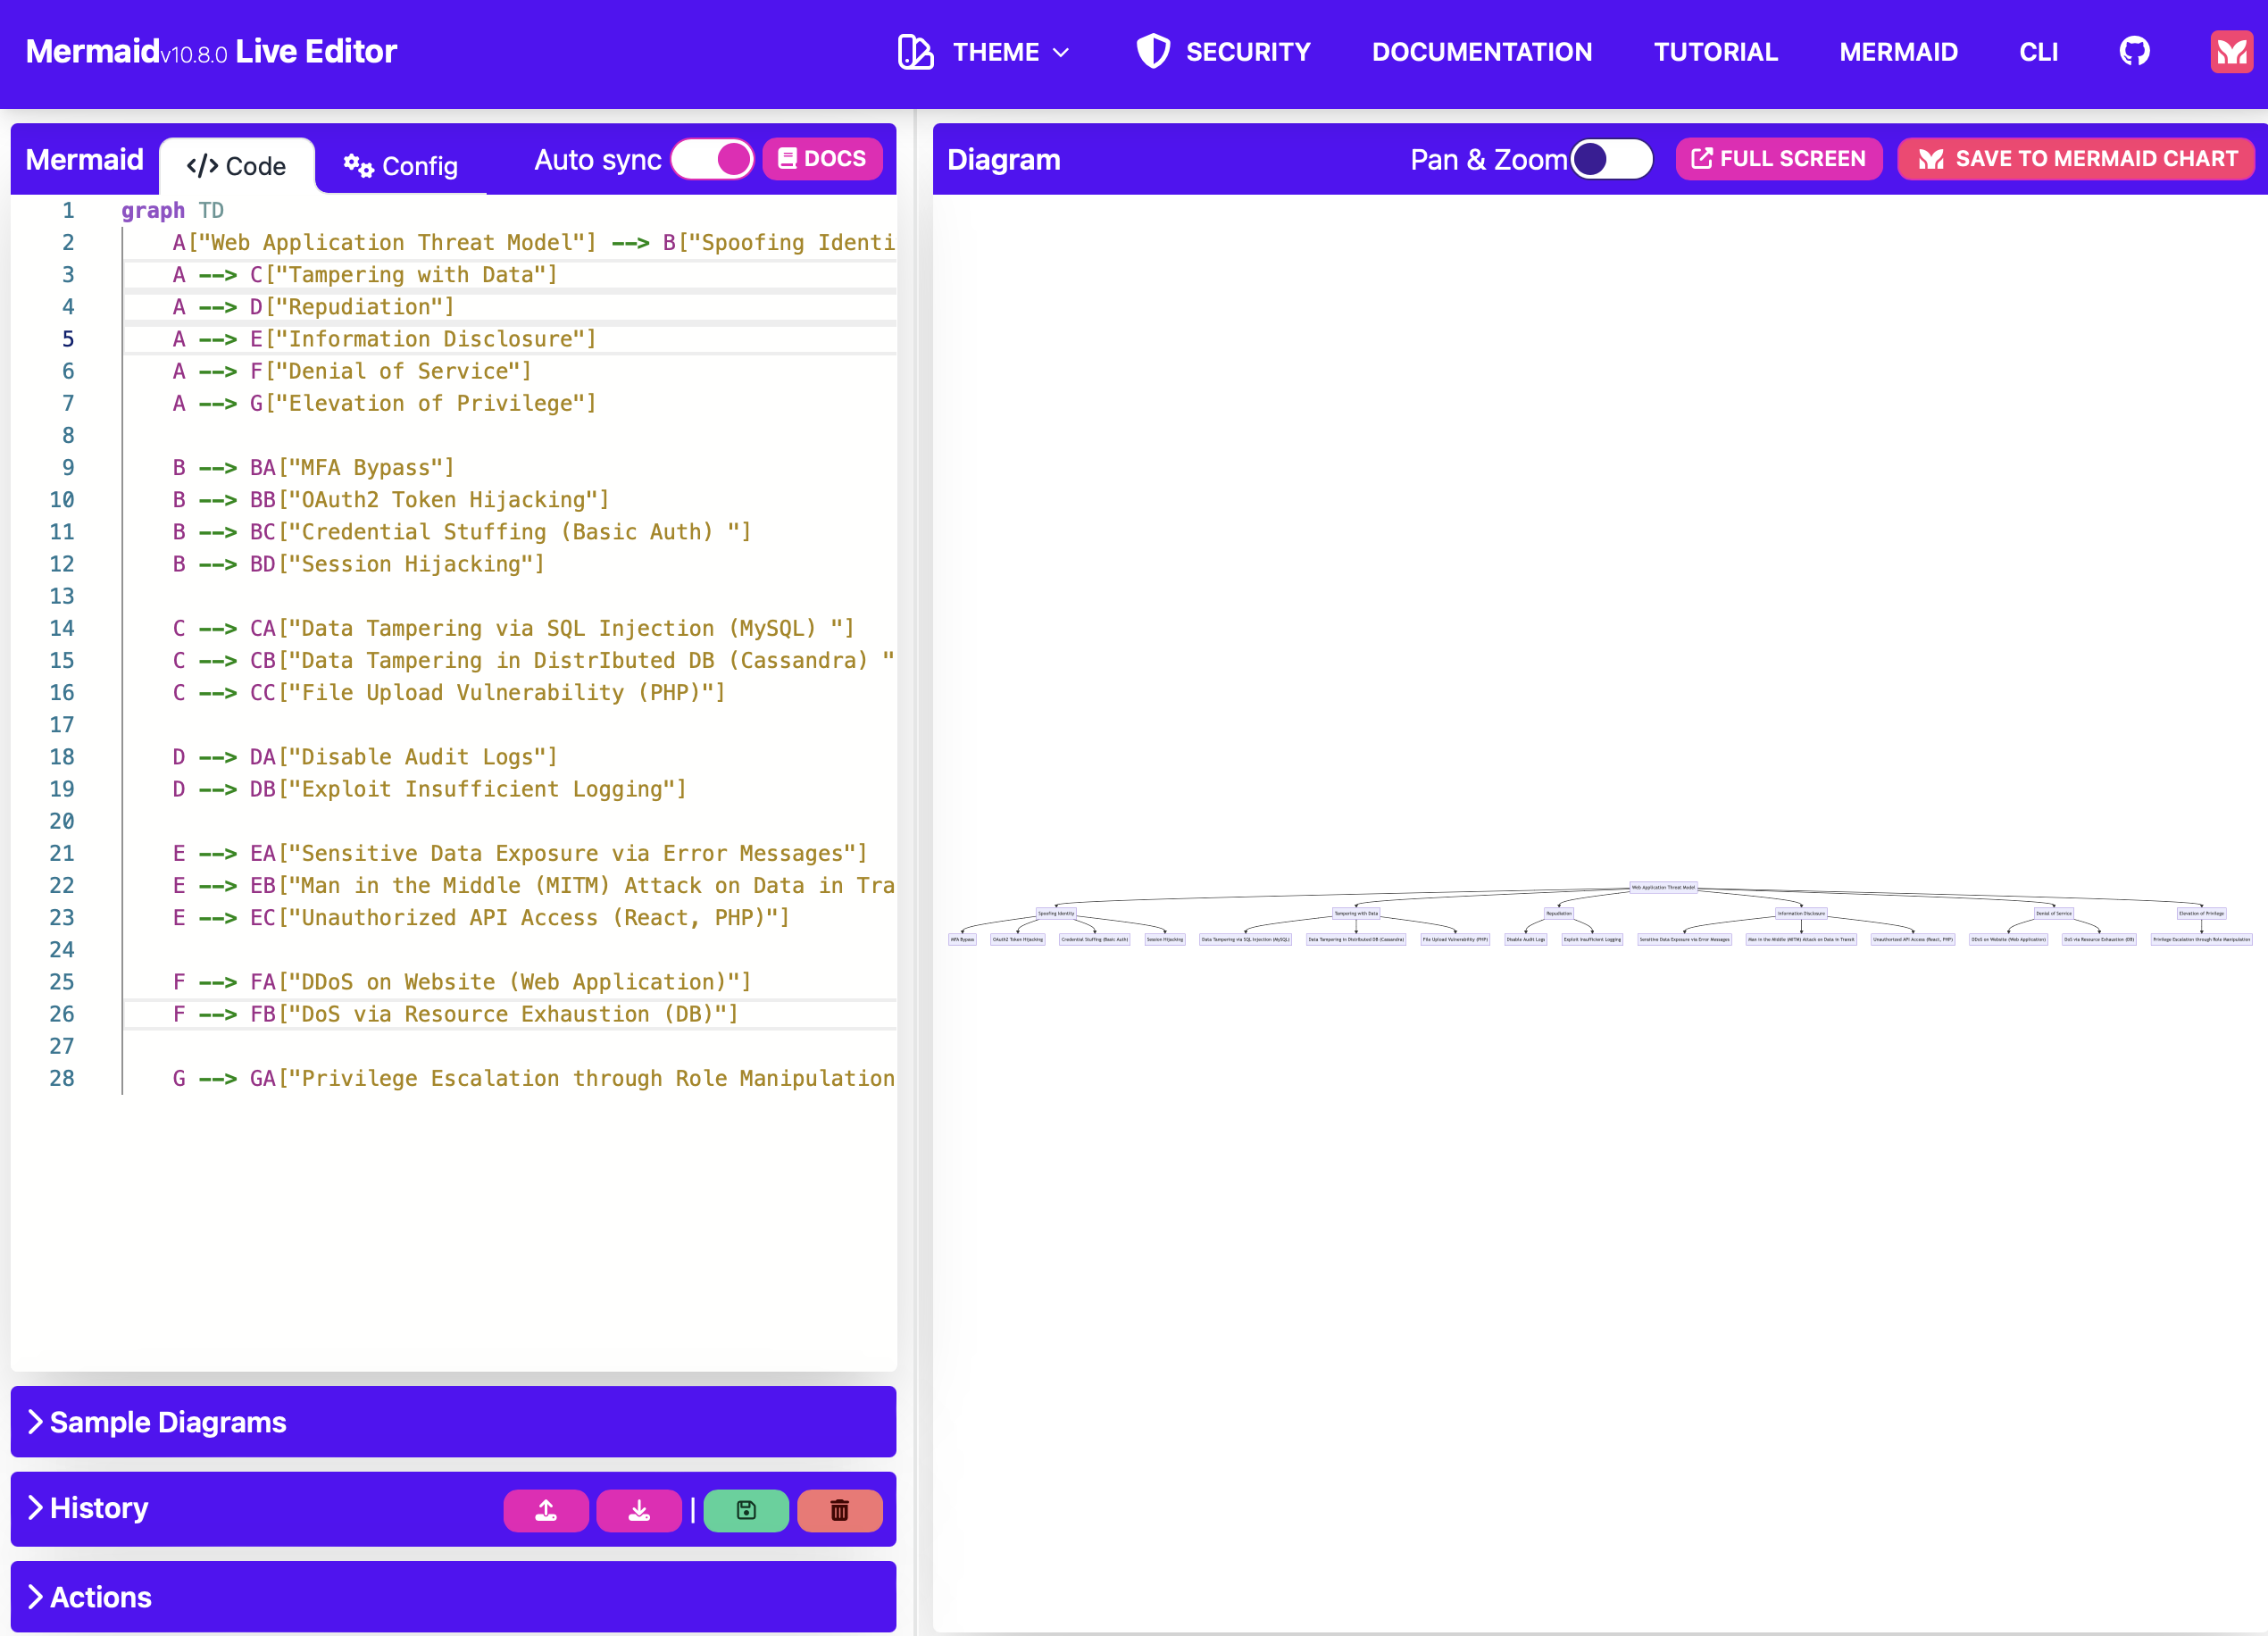 Mermaidv10.8.0 Live Editor
THEME
SECURITY
DOCUMENTATION
TUTORIAL
MERMAID
CLI
Mermaid
</> Code
Config
Auto sync
DOCS
1 graph TD
2 A["Web Application Threat Model"] --> B["Spoofing Identi
3 A --> C["Tampering with Data"]
4 A --> D["Repudiation"]
5 A --> E["Information Disclosure"]
6 A --> F["Denial of Service"]
7 A --> G["Elevation of Privilege"]
8
9 B --> BA["MFA Bypass"]
10 B --> BB["OAuth2 Token Hijacking"]
11 B --> BC["Credential Stuffing (Basic Auth) "]
12 B --> BD["Session Hijacking"]
13
14 C --> CA["Data Tampering via SQL Injection (MySQL) "]
15 C --> CB["Data Tampering in DistrIbuted DB (Cassandra) "
16 C --> CC["File Upload Vulnerability (PHP)"]
17
18 D --> DA["Disable Audit Logs"]
19 D --> DB["Exploit Insufficient Logging"]
20
21 E --> EA["Sensitive Data Exposure via Error Messages"]
22 E --> EB["Man in the Middle (MITM) Attack on Data in Tra
23 E --> EC["Unauthorized API Access (React, PHP)"]
24
25 F --> FA["DDoS on Website (Web Application)"]
26 F --> FB["DoS via Resource Exhaustion (DB)"]
27
28 G --> GA["Privilege Escalation through Role Manipulation
Sample Diagrams
History
Actions
Diagram
Pan & Zoom
FULL SCREEN
SAVE TO MERMAID CHART
Web Application Threat Model
Spoofing Identity
Tampering with Data
Repudiation
Information Disclosure
Denial of Service
Elevation of Privilege
MFA Bypass
OAuth2 Token Hijacking
Credential Stuffing (Basic Auth)
Session Hijacking
Data Tampering via SQL Injection (MySQL)
Data Tampering in DistrIbuted DB (Cassandra)
File Upload Vulnerability (PHP)
Disable Audit Logs
Exploit Insufficient Logging
Sensitive Data Exposure via Error Messages
Man in the Middle (MITM) Attack on Data in Transit
Unauthorized API Access (React, PHP)
DDoS on Website (Web Application)
DoS via Resource Exhaustion (DB)
Privilege Escalation through Role Manipulation